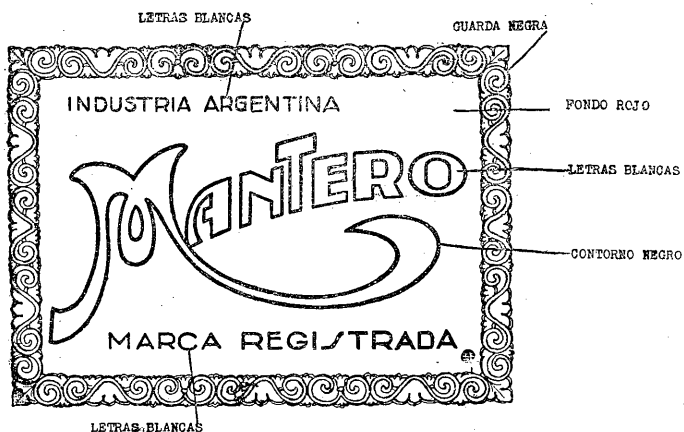 LETRAS BLANCAS
GUARDA NEGRA
INDUSTRIA ARGENTINA
FONDO ROJO
MANTERO
LETRAS BLANCAS
CONTORNO NEGRO
MARCA REGISTRADA
LETRAS BLANCAS